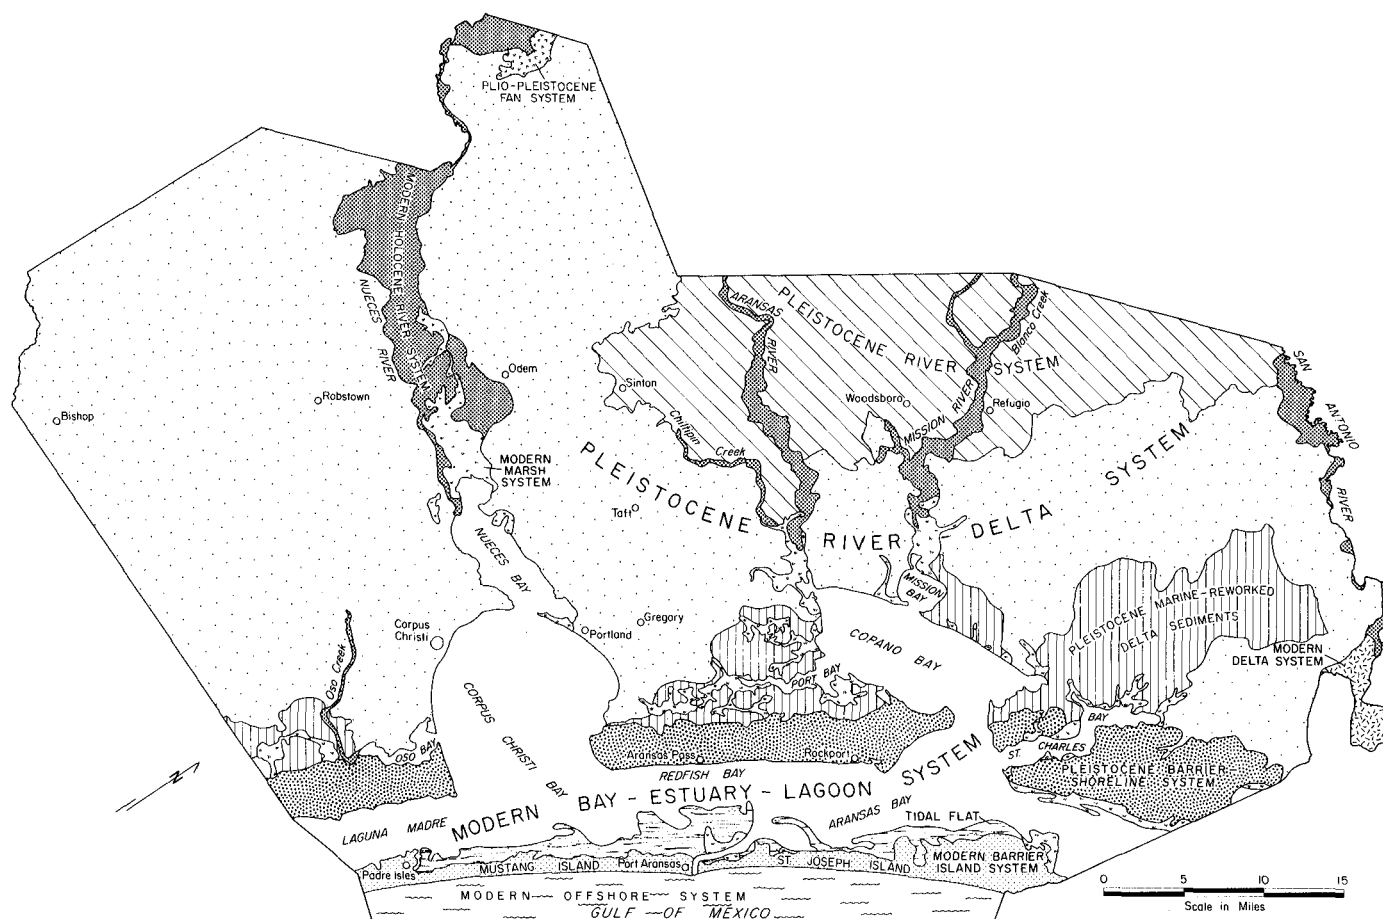 PLIO-PLEISTOCENE
FAN SYSTEM
MODERN-HOLOCENE RIVER SYSTEM
NUECES
RIVER
ARANSAS
RIVER
PLEISTOCENE RIVER
SYSTEM
Blanco Creek
SAN
ANTONIO
RIVER
Odem
Robstown
Bishop
Sinton
Woodsboro
MISSION RIVER
Refugio
Chiltipin
Creek
MODERN
MARSH
SYSTEM
PLEISTOCENE
RIVER
DELTA
SYSTEM
Taft
NUECES BAY
MISSION
BAY
PLEISTOCENE MARINE-REWORKED
DELTA SEDIMENTS
Corpus
Christi
Portland
Gregory
COPANO BAY
MODERN
DELTA SYSTEM
Oso Creek
PORT BAY
CORPUS
CHRISTI
BAY
OSO BAY
ST. CHARLES
BAY
Aransas Pass
Rockport
REDFISH BAY
PLEISTOCENE BARRIER-
SHORELINE SYSTEM
N
LAGUNA MADRE
MODERN BAY - ESTUARY - LAGOON SYSTEM
ARANSAS BAY
TIDAL FLAT
Padre Isles
MUSTANG ISLAND
Port Aransas
ST. JOSEPH ISLAND
MODERN BARRIER
ISLAND SYSTEM
MODERN OFFSHORE SYSTEM
GULF OF MEXICO
0 5 10 15
Scale in Miles